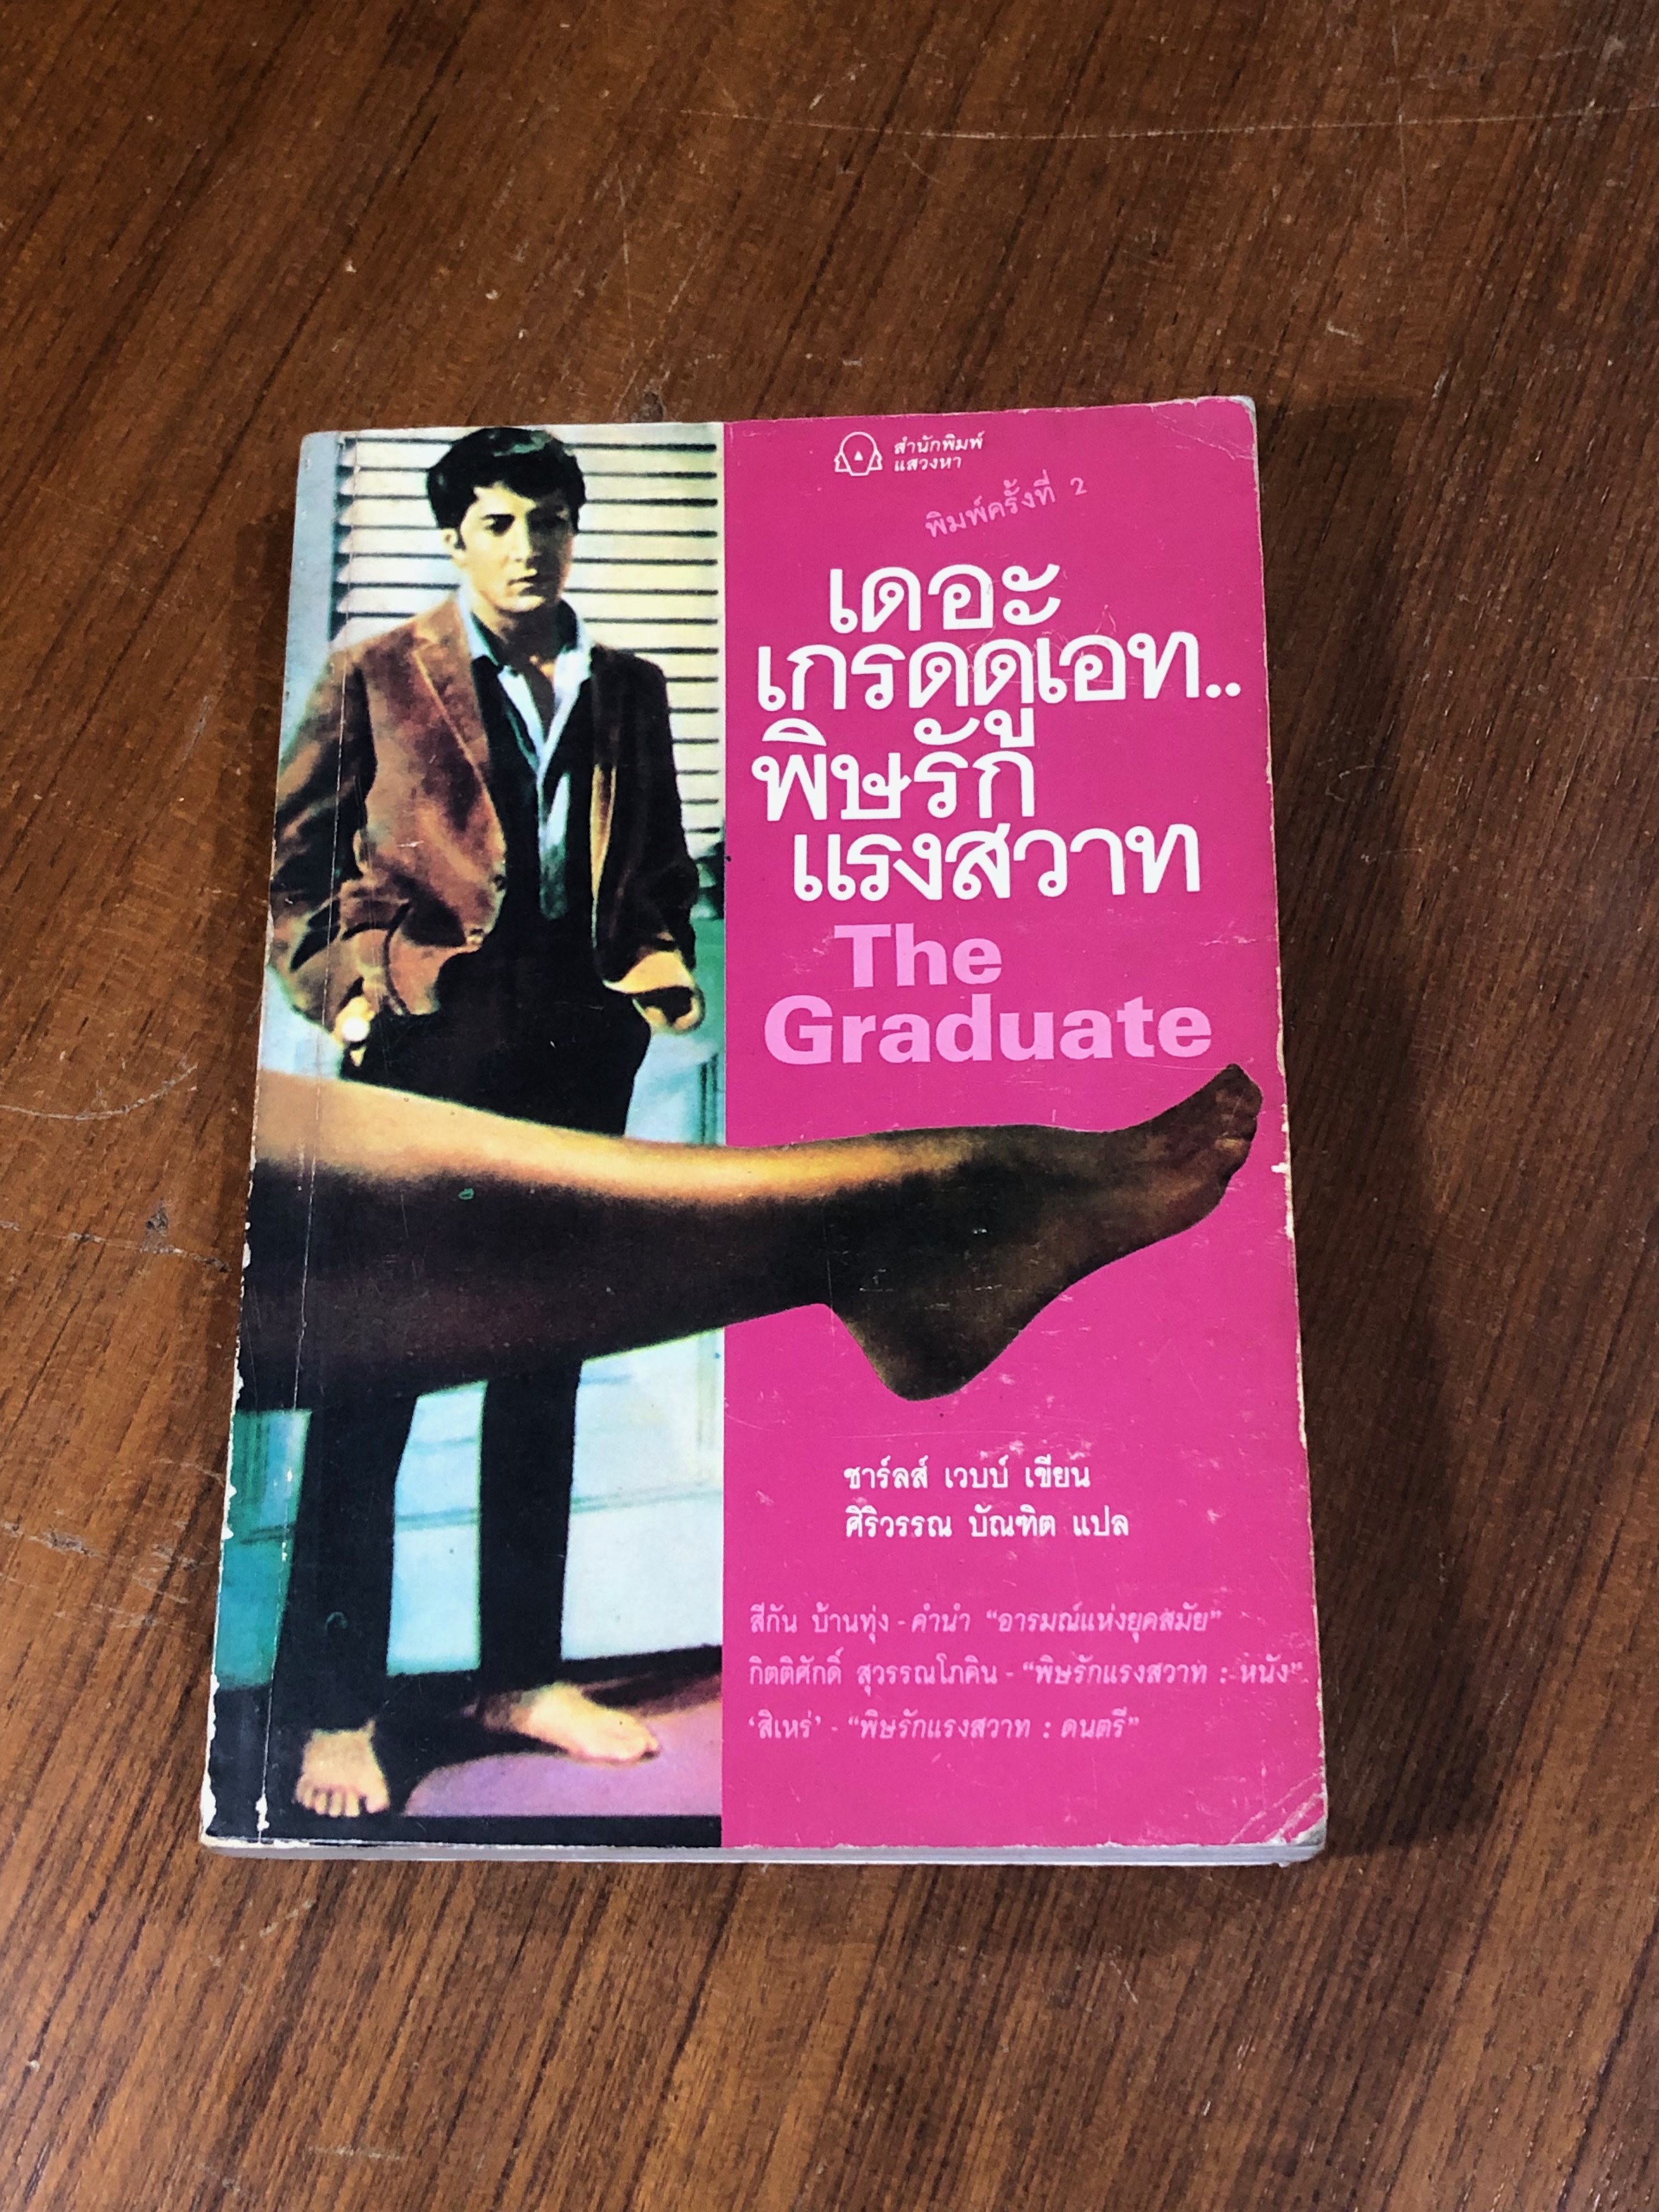 สำนักพิมพ์
แสวงหา
พิมพ์ครั้งที่ 2
เดอะ
เกรดดูเอท..
พิษรัก
แรงสวาท
The
Graduate
ชาร์ลส์ เวบบ์ เขียน
ศิริวรรณ บัณฑิต แปล
สีกัน บ้านทุ่ง - คำนำ “อารมณ์แห่งยุคสมัย”
กิตติศักดิ์ สุวรรณโภคิน - “พิษรักแรงสวาท : หนัง”
‘สิเหร่’ - “พิษรักแรงสวาท : ดนตรี”